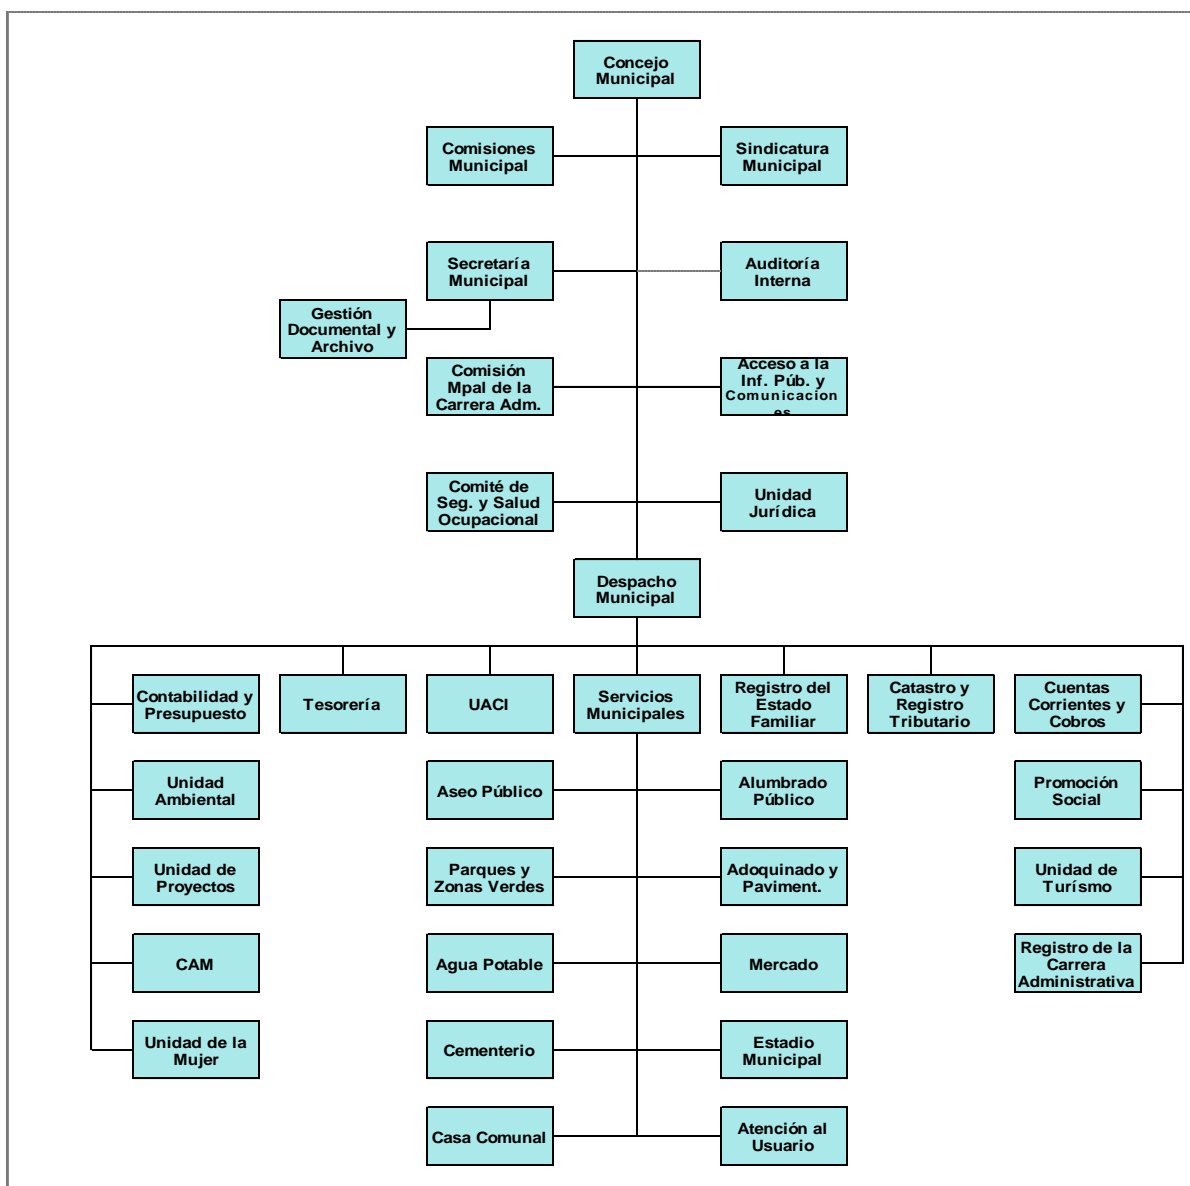 Concejo
Municipal
Comisiones
Municipal
Sindicatura
Municipal
Secretaría
Municipal
Auditoría
Interna
Gestión
Documental y
Archivo
Comisión
Mpal de la
Carrera Adm.
Acceso a la
Inf. Púb. y
Comunicacion
es
Comité de
Seg. y Salud
Ocupacional
Unidad
Jurídica
Despacho
Municipal
Contabilidad y
Presupuesto
Tesorería
UACI
Servicios
Municipales
Registro del
Estado
Familiar
Catastro y
Registro
Tributario
Cuentas
Corrientes y
Cobros
Unidad
Ambiental
Aseo Público
Alumbrado
Público
Promoción
Social
Unidad de
Proyectos
Parques y
Zonas Verdes
Adoquinado y
Paviment.
Unidad de
Turísmo
CAM
Agua Potable
Mercado
Registro de la
Carrera
Administrativa
Unidad de la
Mujer
Cementerio
Estadio
Municipal
Casa Comunal
Atención al
Usuario